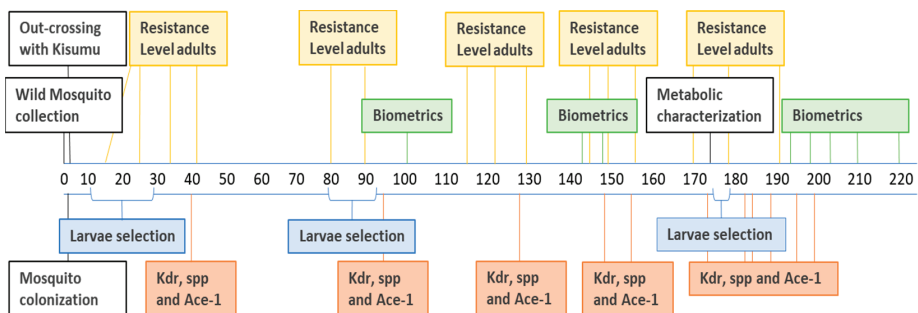 Out-crossing
with Kisumu
Resistance
Level adults
Resistance
Level adults
Resistance
Level adults
Resistance
Level adults
Resistance
Level adults
Wild Mosquito
collection
Biometrics
Biometrics
Metabolic
characterization
Biometrics
0 10 20 30 40 50 60 70 80 90 100 110 120 130 140 150 160 170 180 190 200 210 220
Larvae selection
Larvae selection
Larvae selection
Mosquito
colonization
Kdr, spp
and Ace-1
Kdr, spp
and Ace-1
Kdr, spp
and Ace-1
Kdr, spp
and Ace-1
Kdr, spp and Ace-1